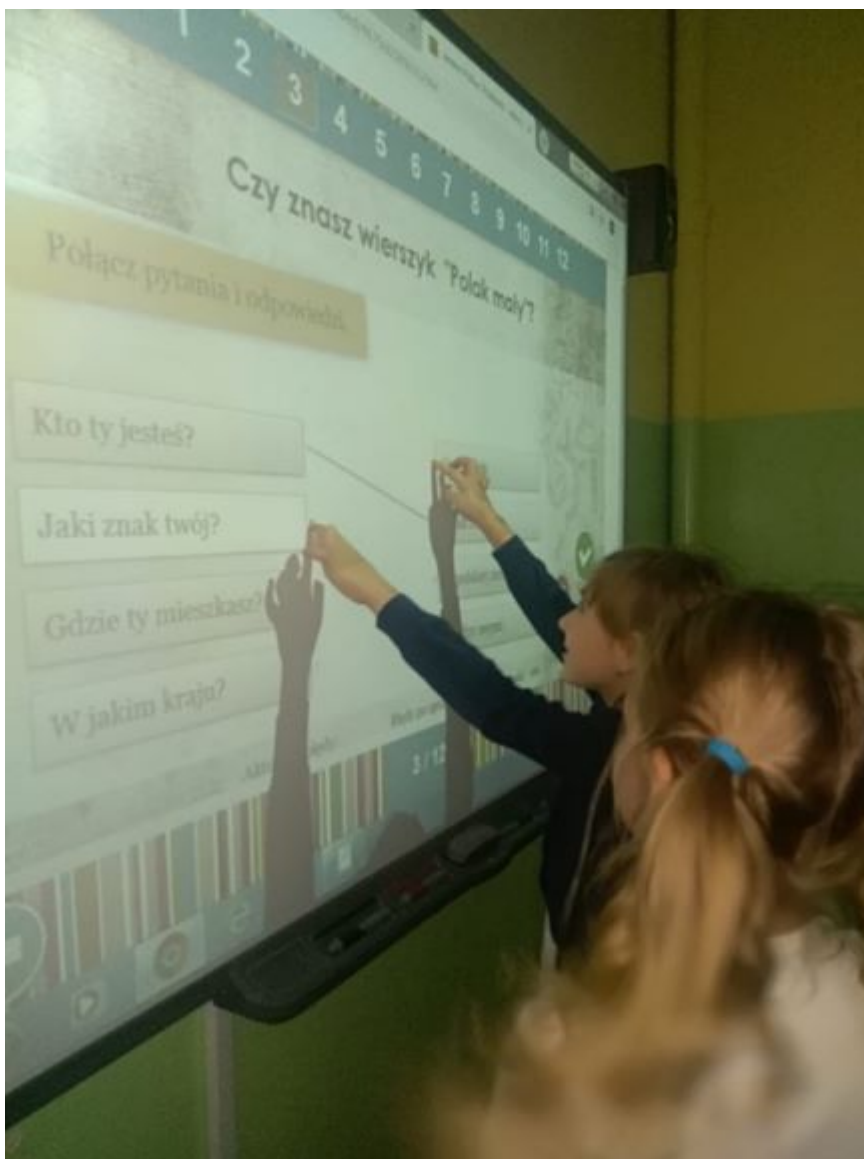 1 2 3 4 5 6 7 8 9 10 11 12
Czy znasz wierszyk "Polak mały"?
Połącz pytania i odpowiedzi.
Kto ty jesteś?
Jaki znak twój?
Gdzie ty mieszkasz?
W jakim kraju?
3 / 12